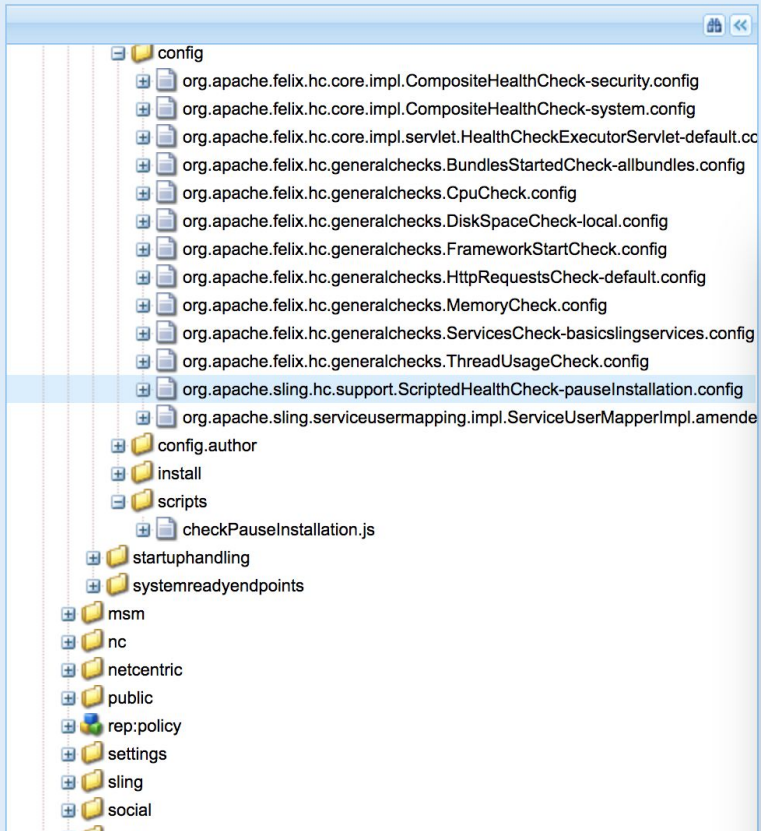 config
org.apache.felix.hc.core.impl.CompositeHealthCheck-security.config
org.apache.felix.hc.core.impl.CompositeHealthCheck-system.config
org.apache.felix.hc.core.impl.servlet.HealthCheckExecutorServlet-default.co
org.apache.felix.hc.generalchecks.BundlesStartedCheck-allbundles.config
org.apache.felix.hc.generalchecks.CpuCheck.config
org.apache.felix.hc.generalchecks.DiskSpaceCheck-local.config
org.apache.felix.hc.generalchecks.FrameworkStartCheck.config
org.apache.felix.hc.generalchecks.HttpRequestsCheck-default.config
org.apache.felix.hc.generalchecks.MemoryCheck.config
org.apache.felix.hc.generalchecks.ServicesCheck-basicslingservices.config
org.apache.felix.hc.generalchecks.ThreadUsageCheck.config
org.apache.sling.hc.support.ScriptedHealthCheck-pauseInstallation.config
org.apache.sling.serviceusermapping.impl.ServiceUserMapperImpl.amende
config.author
install
scripts
checkPauseInstallation.js
startuphandling
systemreadyendpoints
msm
nc
netcentric
public
rep:policy
settings
sling
social